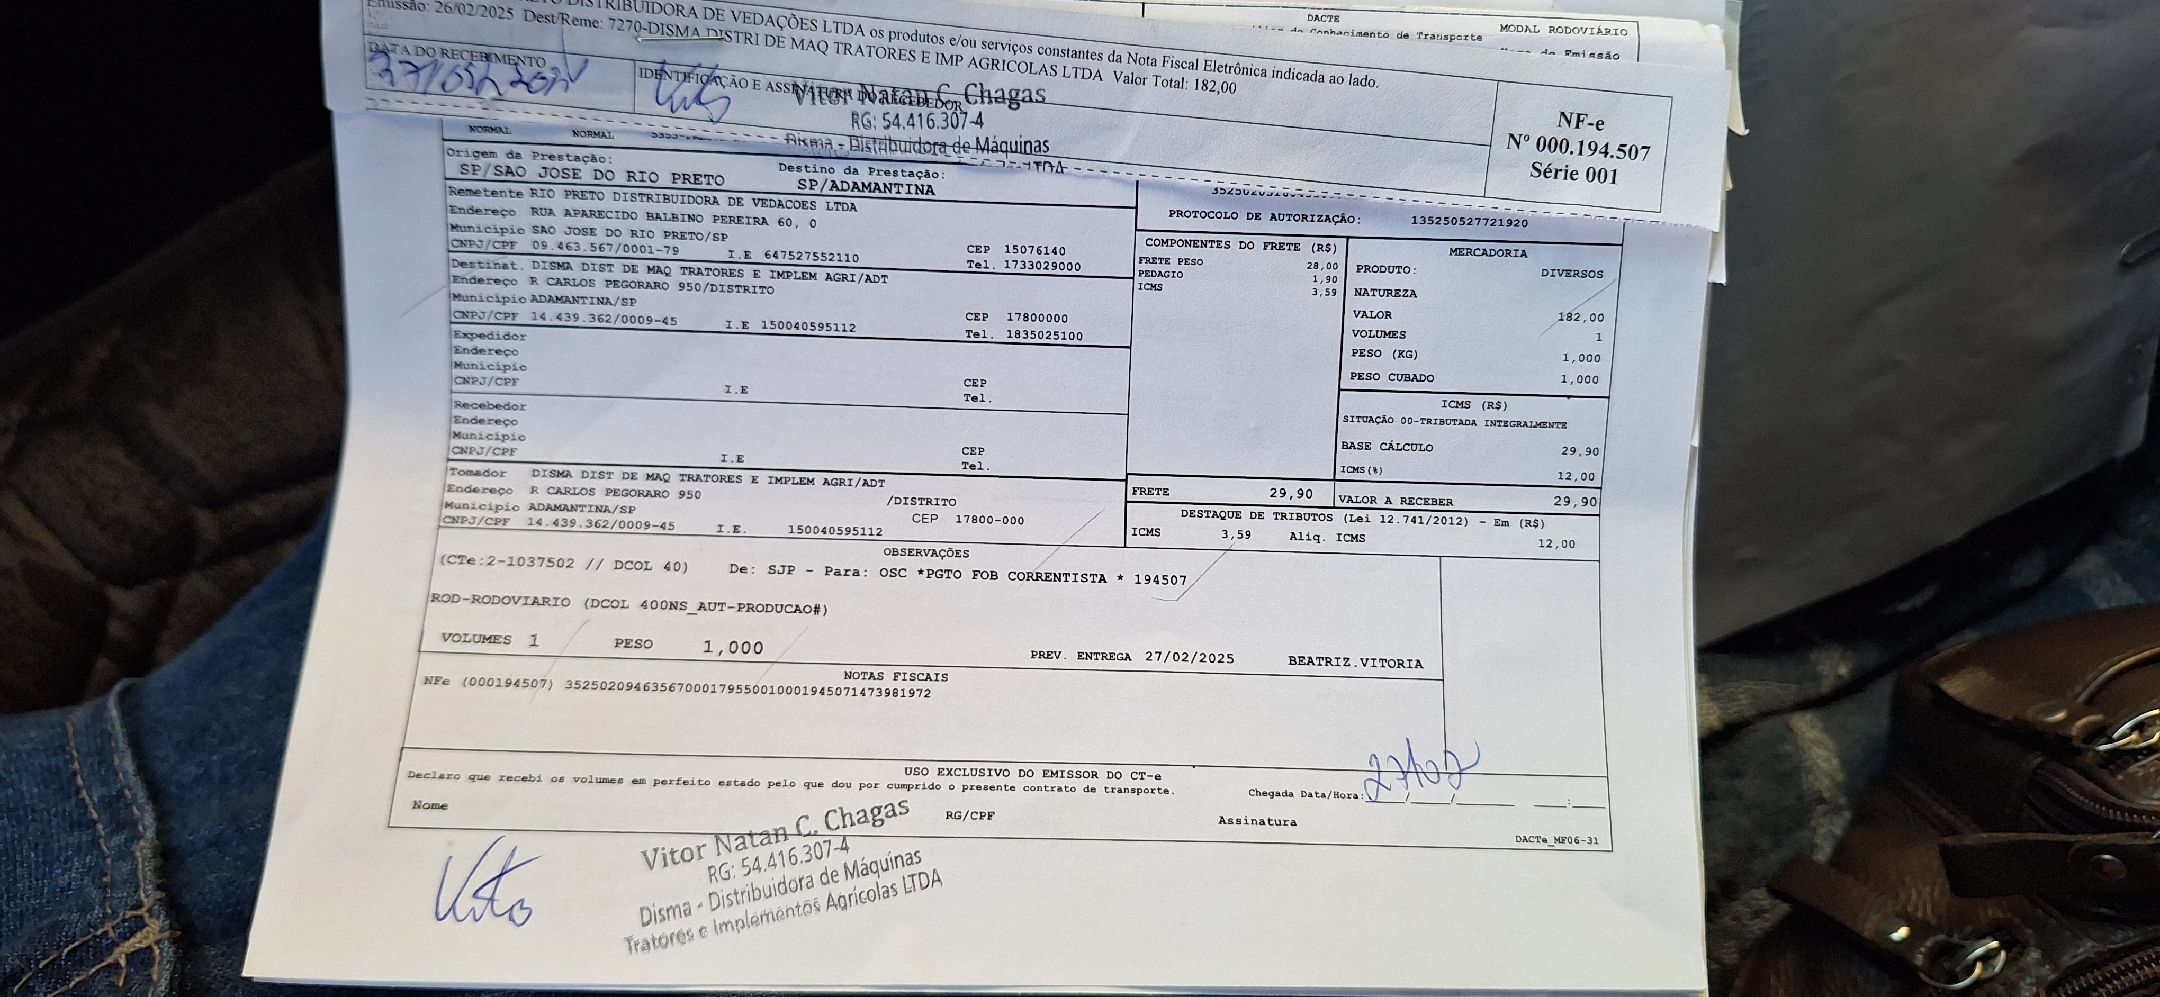 DISTRIBUIDORA DE VEDAÇÕES LTDA os produtos e/ou serviços constantes da Nota Fiscal Eletrônica indicada ao lado.
Emissão: 26/02/2025 Dest/Reme: 7270-DISMA DISTRI DE MAQ TRATORES E IMP AGRICOLAS LTDA Valor Total: 182,00
DACTE
MODAL RODOVIÁRIO
Conhecimento de Transporte
Emissão
DATA DO RECEBIMENTO
IDENTIFICAÇÃO E ASSINATURA DO RECEBEDOR
Vitor Natan C. Chagas
RG: 54.416.307-4
Disma - Distribuidora de Máquinas
LTDA
NF-e
Nº 000.194.507
Série 001
NORMAL NORMAL
Origem da Prestação:
SP/SAO JOSE DO RIO PRETO
Destino da Prestação:
SP/ADAMANTINA
PROTOCOLO DE AUTORIZAÇÃO: 135250527721920
Remetente RIO PRETO DISTRIBUIDORA DE VEDACOES LTDA
Endereço RUA APARECIDO BALBINO PEREIRA 60, 0
Município SAO JOSE DO RIO PRETO/SP
CNPJ/CPF 09.463.567/0001-79 I.E 647527552110
CEP 15076140
Tel. 1733029000
Destinat. DISMA DIST DE MAQ TRATORES E IMPLEM AGRI/ADT
Endereço R CARLOS PEGORARO 950/DISTRITO
Município ADAMANTINA/SP
CNPJ/CPF 14.439.362/0009-45 I.E 150040595112
CEP 17800000
Tel. 1835025100
Expedidor
Endereço
Município
CNPJ/CPF I.E
CEP
Tel.
Recebedor
Endereço
Município
CNPJ/CPF I.E
CEP
Tel.
Tomador DISMA DIST DE MAQ TRATORES E IMPLEM AGRI/ADT
Endereço R CARLOS PEGORARO 950 /DISTRITO
Município ADAMANTINA/SP CEP 17800-000
CNPJ/CPF 14.439.362/0009-45 I.E. 150040595112
COMPONENTES DO FRETE (R$)
FRETE PESO 28,00
PEDAGIO 1,90
ICMS 3,59
MERCADORIA
PRODUTO: DIVERSOS
NATUREZA
VALOR 182,00
VOLUMES 1
PESO (KG) 1,000
PESO CUBADO 1,000
ICMS (R$)
SITUAÇÃO 00-TRIBUTADA INTEGRALMENTE
BASE CÁLCULO 29,90
ICMS(%) 12,00
FRETE 29,90
VALOR A RECEBER 29,90
DESTAQUE DE TRIBUTOS (Lei 12.741/2012) - Em (R$)
ICMS 3,59 Aliq. ICMS 12,00
OBSERVAÇÕES
(CTe:2-1037502 // DCOL 40) De: SJP - Para: OSC *PGTO FOB CORRENTISTA * 194507
ROD-RODOVIARIO (DCOL 400NS_AUT-PRODUCAO#)
VOLUMES 1 PESO 1,000
PREV. ENTREGA 27/02/2025 BEATRIZ.VITORIA
NOTAS FISCAIS
NFe (000194507) 35250209463567000179550010001945071473981972
USO EXCLUSIVO DO EMISSOR DO CT-e
Declaro que recebi os volumes em perfeito estado pelo que dou por cumprido o presente contrato de transporte.
Chegada Data/Hora: 27/02
Nome RG/CPF Assinatura
DACTe_MF06-31
Vitor Natan C. Chagas
RG: 54.416.307-4
Disma - Distribuidora de Máquinas
Tratores e Implementos Agrícolas LTDA